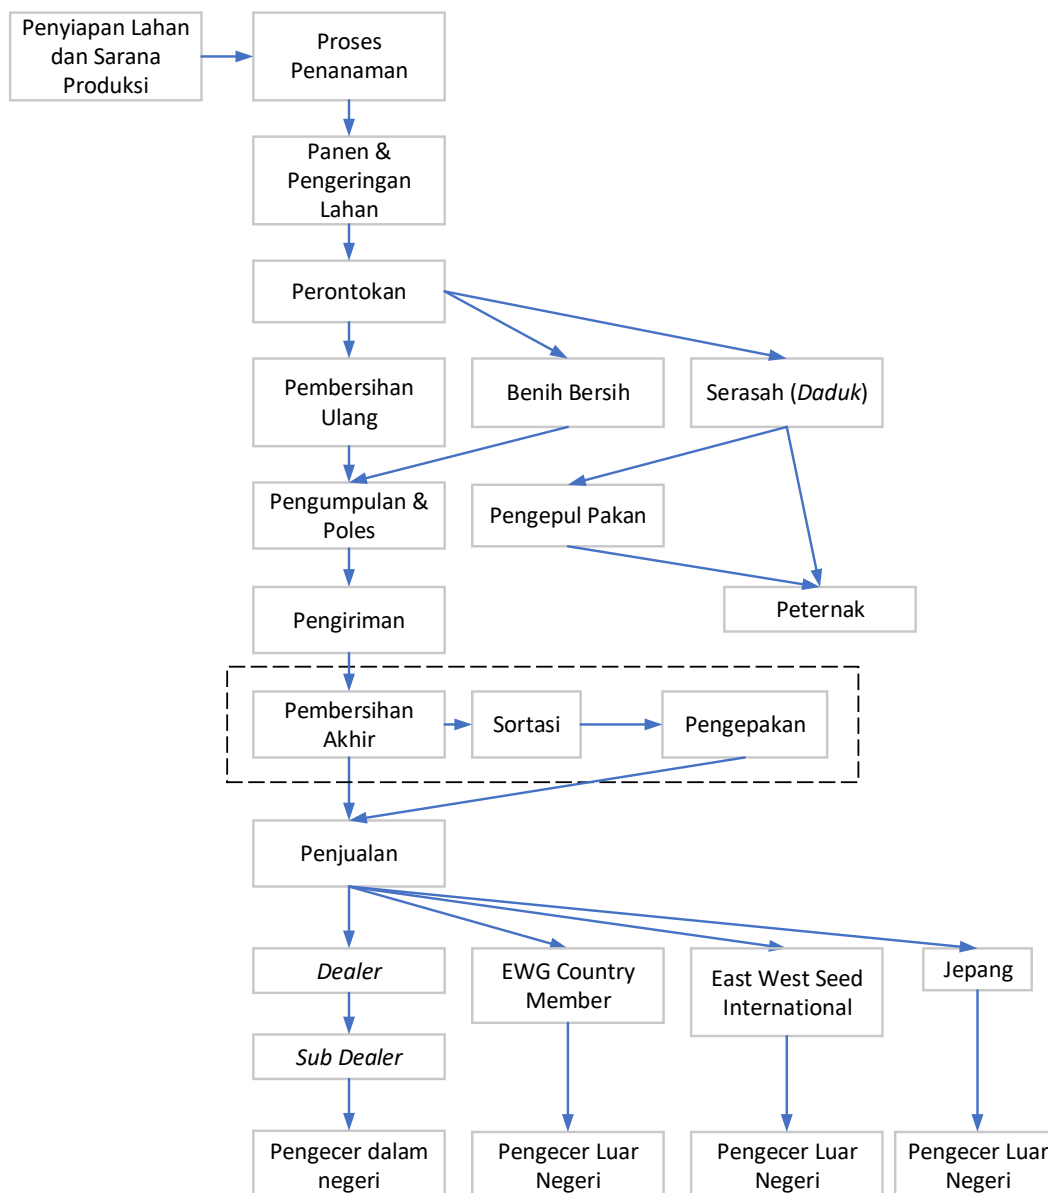 Penyiapan Lahan
dan Sarana
Produksi
Proses
Penanaman
Panen &
Pengeringan
Lahan
Perontokan
Pembersihan
Ulang
Benih Bersih
Serasah (Daduk)
Pengumpulan &
Poles
Pengepul Pakan
Peternak
Pengiriman
Pembersihan
Akhir
Sortasi
Pengepakan
Penjualan
Dealer
EWG Country
Member
East West Seed
International
Jepang
Sub Dealer
Pengecer dalam
negeri
Pengecer Luar
Negeri
Pengecer Luar
Negeri
Pengecer Luar
Negeri